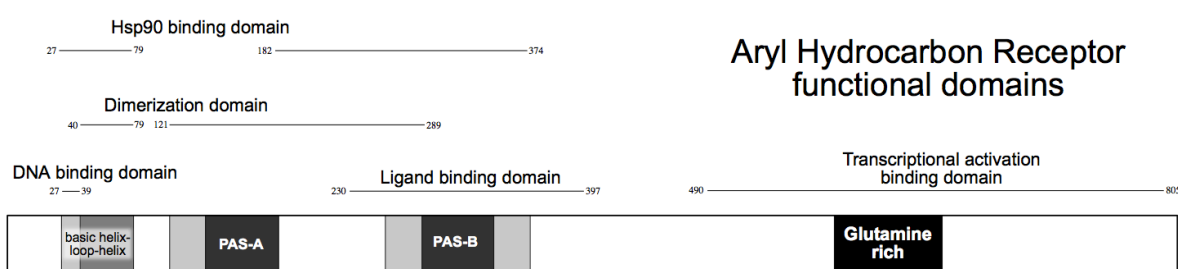 Hsp90 binding domain
27 79 182 374
Aryl Hydrocarbon Receptor
functional domains
Dimerization domain
40 79 121 289
DNA binding domain
27 39
Ligand binding domain
230 397
Transcriptional activation
binding domain
490 805
basic helix-
loop-helix
PAS-A
PAS-B
Glutamine
rich